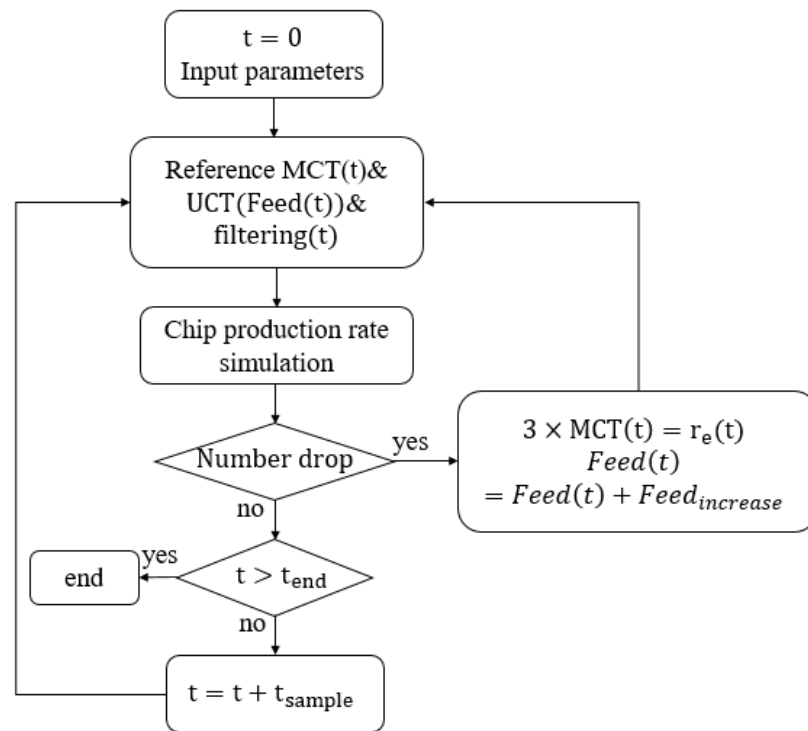 t = 0
Input parameters
Reference MCT(t)&
UCT(Feed(t))&
filtering(t)
Chip production rate
simulation
Number drop
yes
3 × MCT(t) = rₑ(t)
Feed(t)
= Feed(t) + Feed_increase
no
t > t_end
yes
end
no
t = t + t_sample